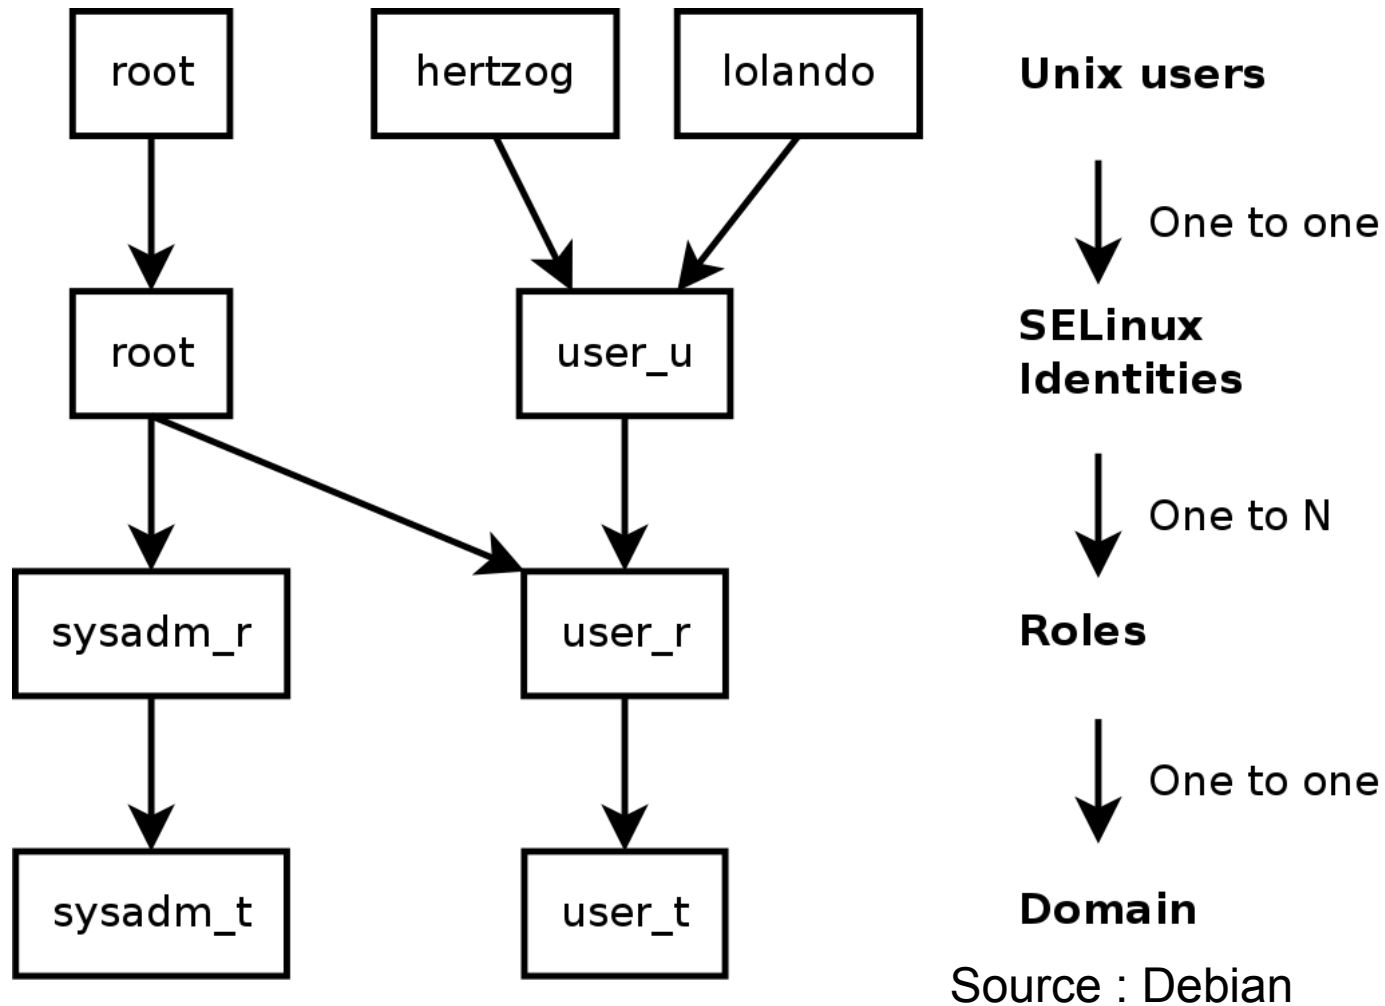 root
hertzog
lolando
Unix users
One to one
root
user_u
SELinux
Identities
One to N
sysadm_r
user_r
Roles
One to one
sysadm_t
user_t
Domain
Source : Debian